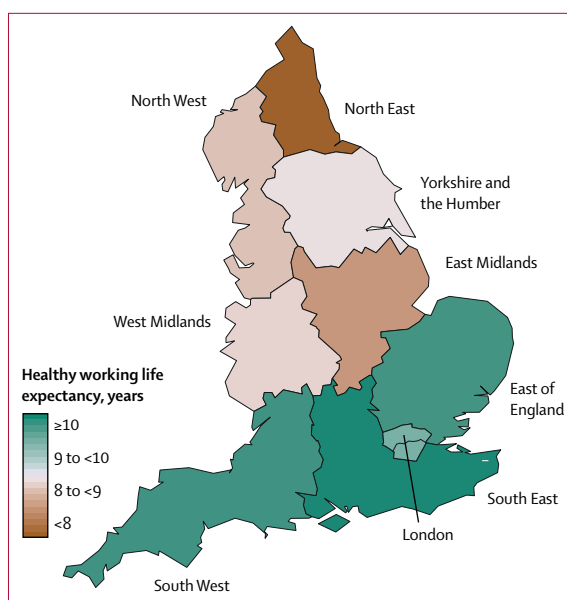 North West
North East
Yorkshire and
the Humber
East Midlands
West Midlands
Healthy working life
expectancy, years
≥10
9 to <10
8 to <9
<8
East of
England
South East
London
South West